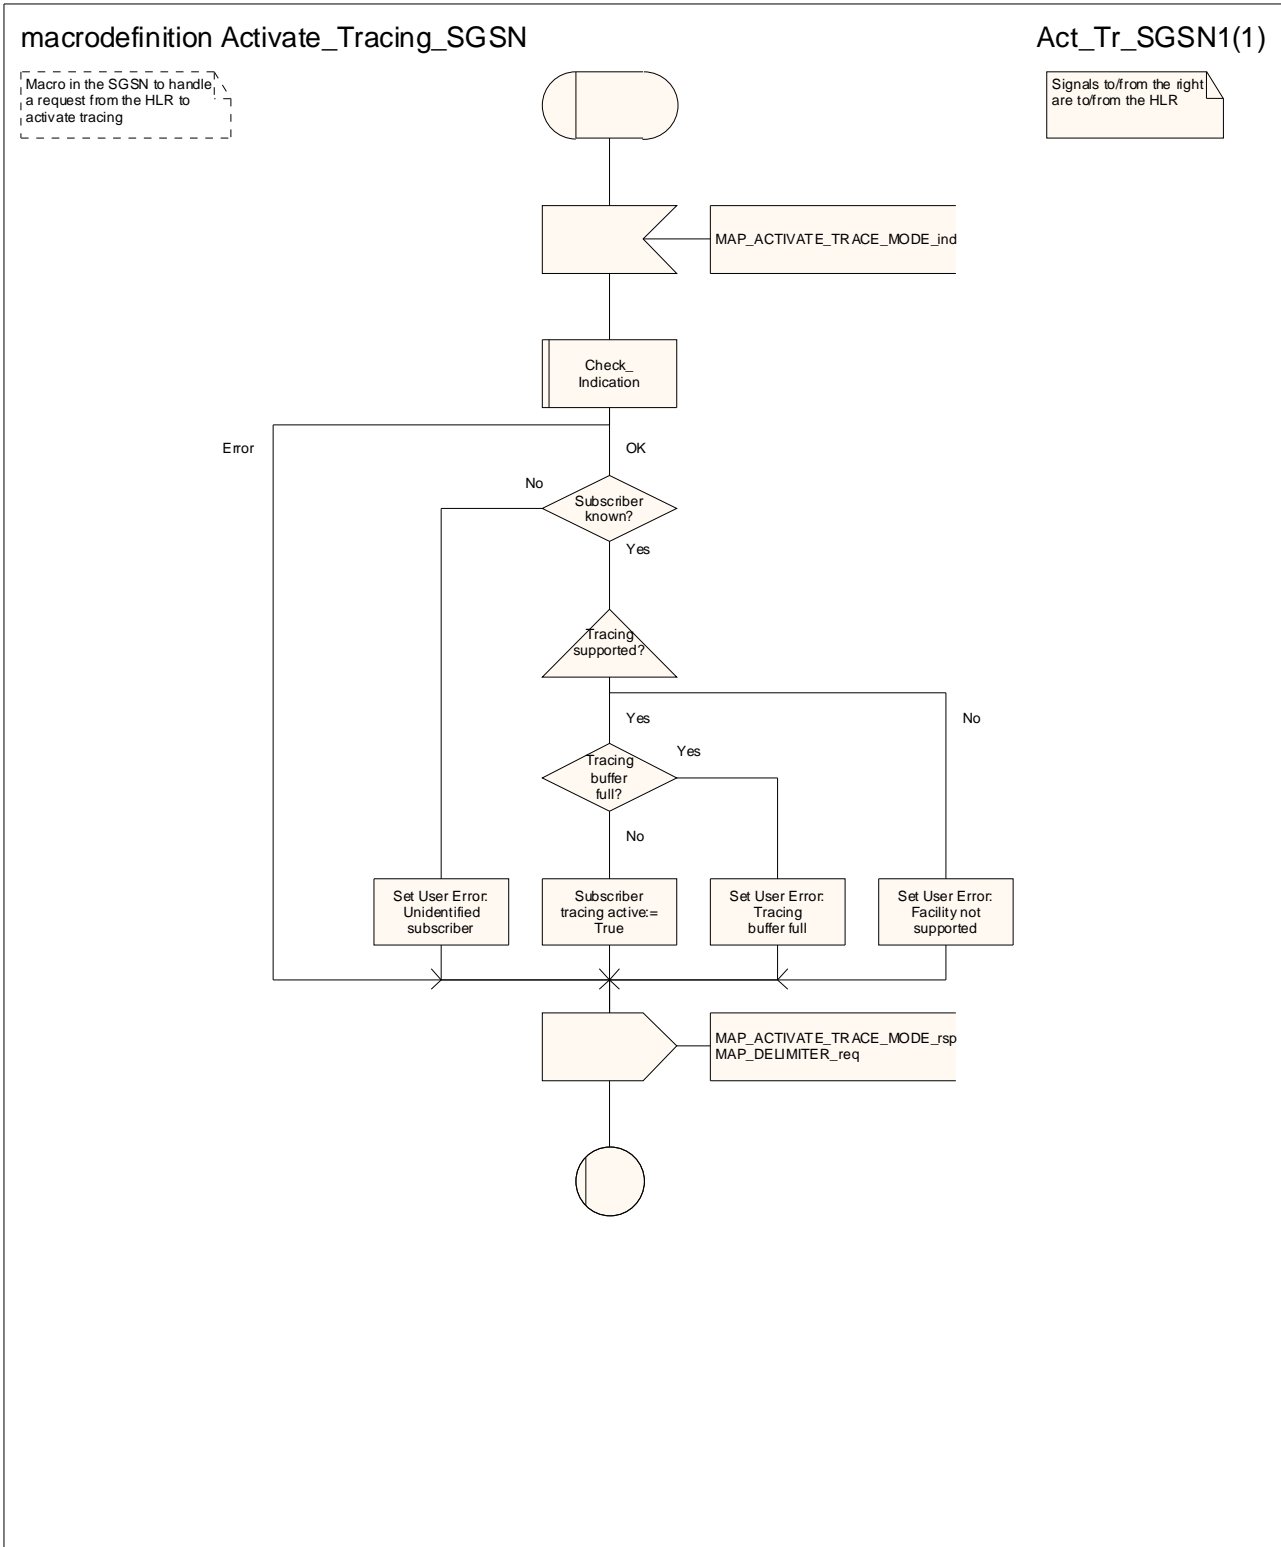 macrodefinition Activate_Tracing_SGSN
Act_Tr_SGSN1(1)
Macro in the SGSN to handle
a request from the HLR to
activate tracing
Signals to/from the right
are to/from the HLR
MAP_ACTIVATE_TRACE_MODE_ind
Check_
Indication
Error
OK
No
Subscriber
known?
Yes
Tracing
supported?
Yes
No
Tracing
buffer
full?
Yes
No
Set User Error:
Unidentified
subscriber
Subscriber
tracing active:=
True
Set User Error:
Tracing
buffer full
Set User Error:
Facility not
supported
MAP_ACTIVATE_TRACE_MODE_rsp
MAP_DELIMITER_req